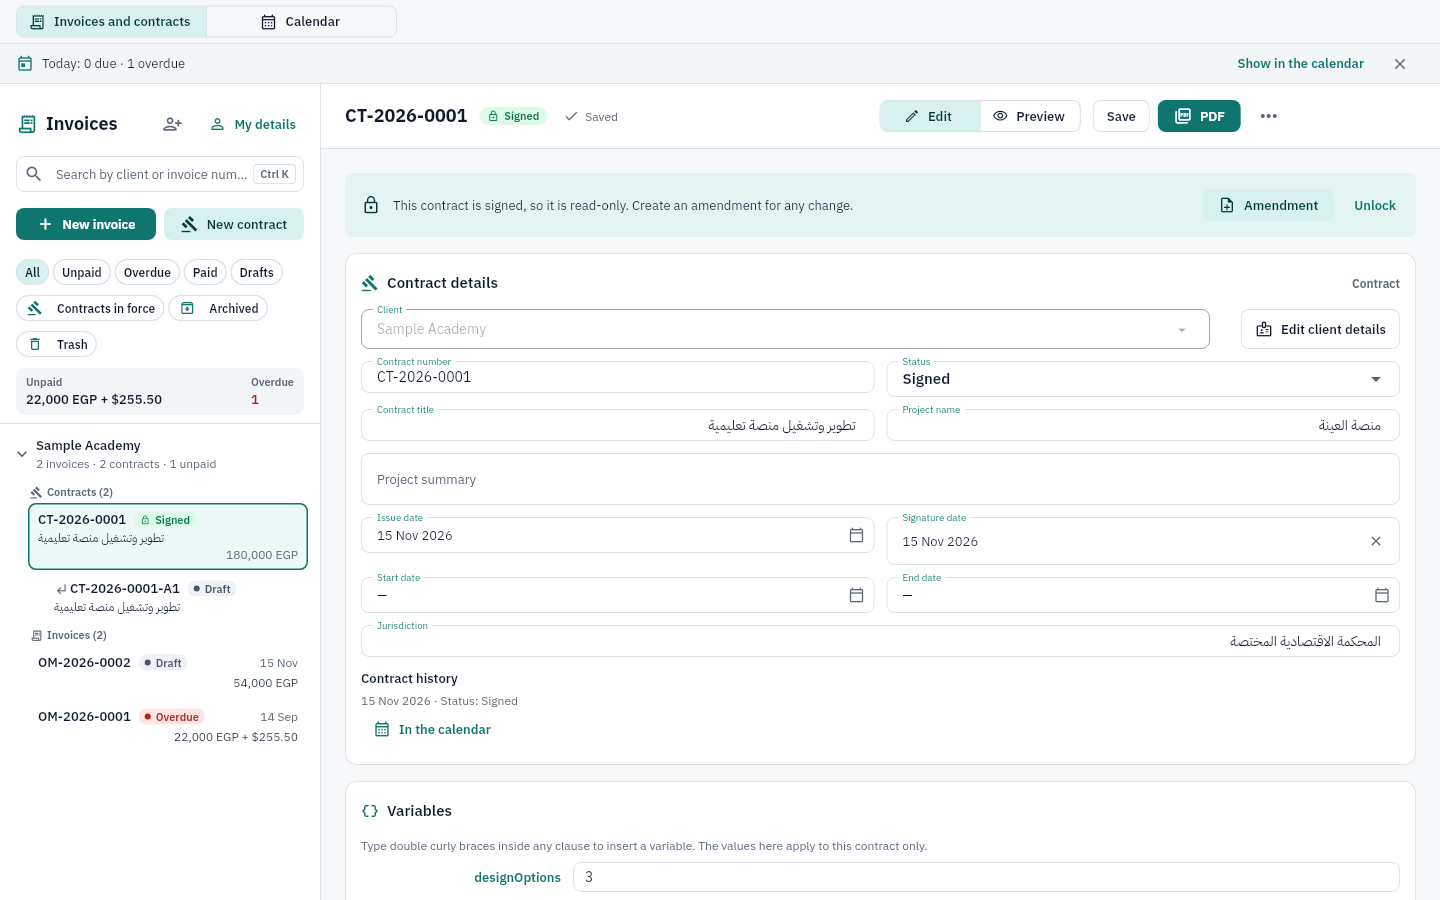 Invoices and contracts
Calendar
Today: 0 due · 1 overdue
Show in the calendar
Invoices
My details
Search by client or invoice num...
Ctrl K
New invoice
New contract
All
Unpaid
Overdue
Paid
Drafts
Contracts in force
Archived
Trash
Unpaid
Overdue
22,000 EGP + $255.50
1
Sample Academy
2 invoices · 2 contracts · 1 unpaid
Contracts (2)
CT-2026-0001
Signed
تطوير وتشغيل منصة تعليمية
180,000 EGP
CT-2026-0001-A1
Draft
تطوير وتشغيل منصة تعليمية
Invoices (2)
OM-2026-0002
Draft
15 Nov
54,000 EGP
OM-2026-0001
Overdue
14 Sep
22,000 EGP + $255.50
CT-2026-0001
Signed
Saved
Edit
Preview
Save
PDF
This contract is signed, so it is read-only. Create an amendment for any change.
Amendment
Unlock
Contract details
Contract
Client
Sample Academy
Edit client details
Contract number
CT-2026-0001
Status
Signed
Contract title
تطوير وتشغيل منصة تعليمية
Project name
منصة العينة
Project summary
Issue date
15 Nov 2026
Signature date
15 Nov 2026
Start date
—
End date
—
Jurisdiction
المحكمة الاقتصادية المختصة
Contract history
15 Nov 2026 · Status: Signed
In the calendar
Variables
Type double curly braces inside any clause to insert a variable. The values here apply to this contract only.
designOptions
3